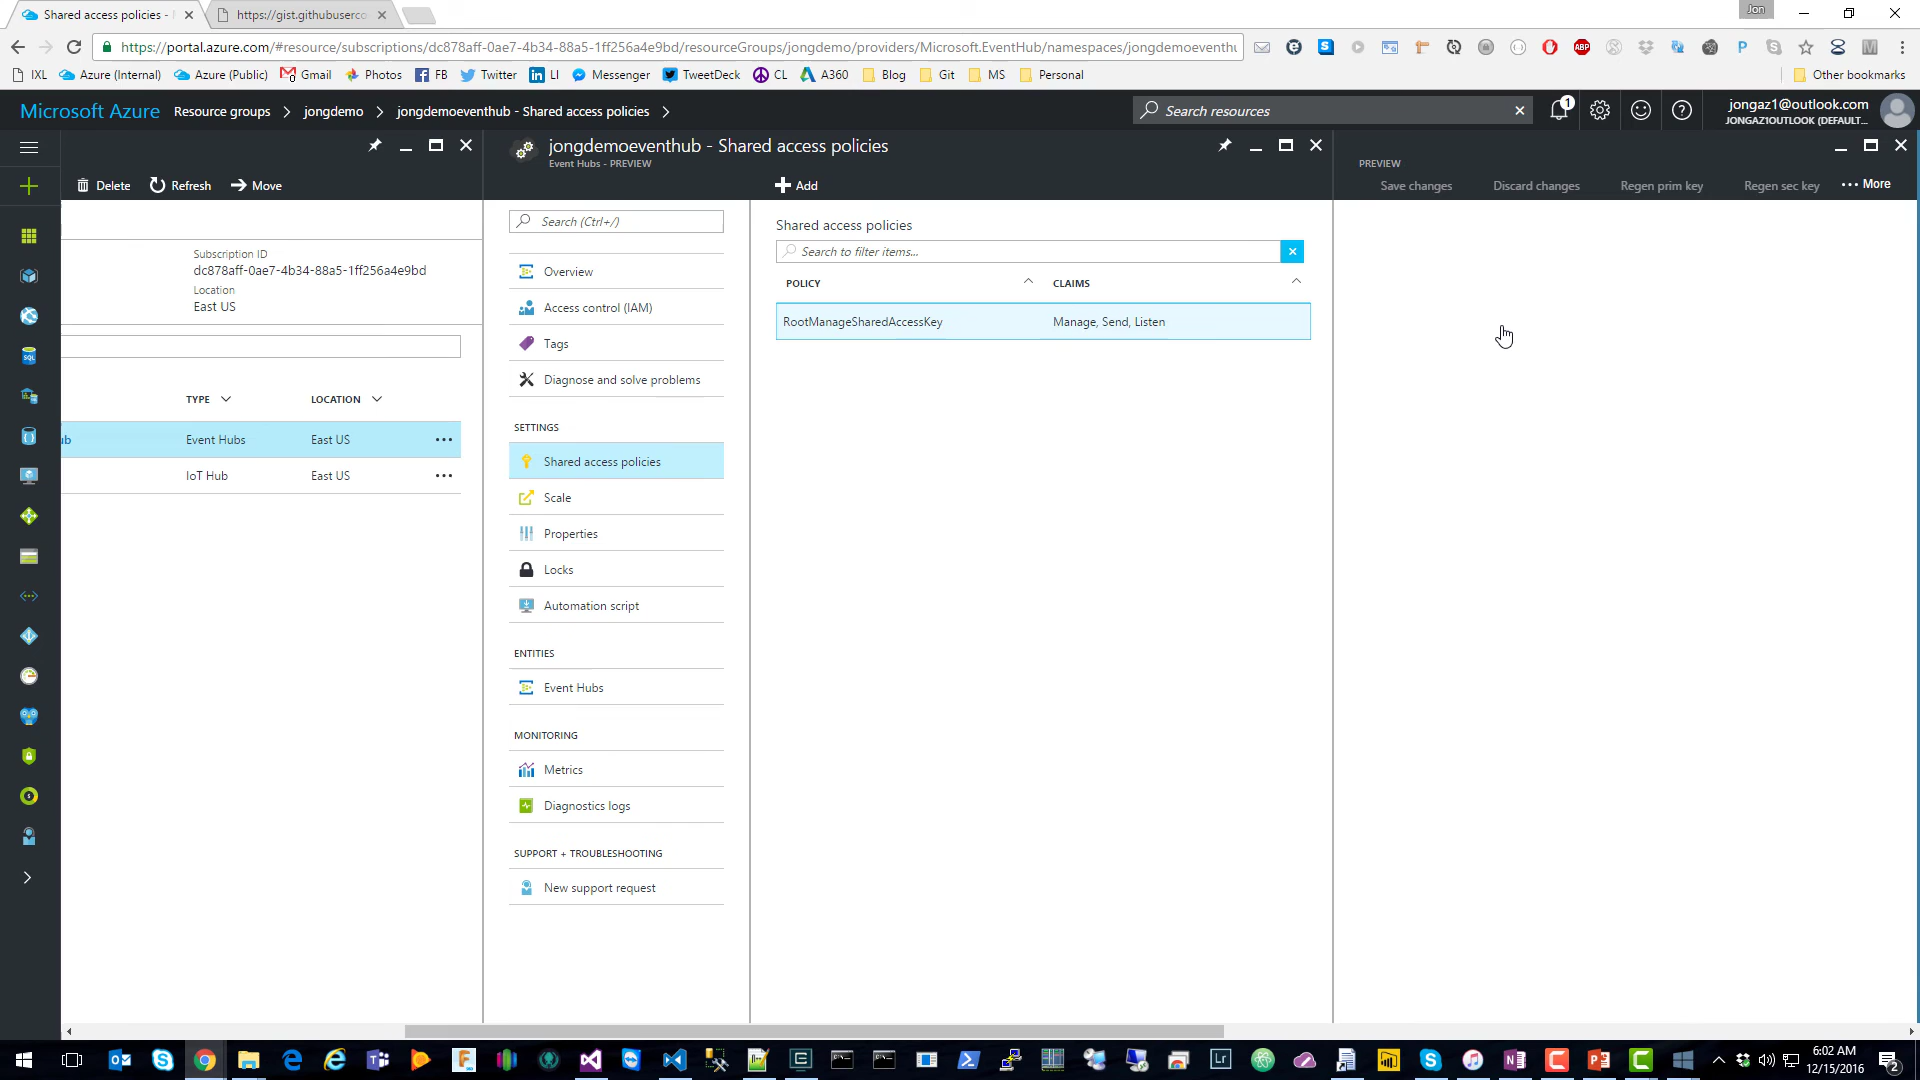 Shared access policies -
https://gist.githubuserco
Jon
https://portal.azure.com/#resource/subscriptions/dc878aff-0ae7-4b34-88a5-1ff256a4e9bd/resourceGroups/jongdemo/providers/Microsoft.EventHub/namespaces/jongdemoeventhu
IXL
Azure (Internal)
Azure (Public)
Gmail
Photos
FB
Twitter
LI
Messenger
TweetDeck
CL
A360
Blog
Git
MS
Personal
Other bookmarks
Microsoft Azure
Resource groups > jongdemo > jongdemoeventhub - Shared access policies >
Search resources
1
jongaz1@outlook.com
JONGAZ1OUTLOOK (DEFAULT...
Delete
Refresh
Move
Subscription ID
dc878aff-0ae7-4b34-88a5-1ff256a4e9bd
Location
East US
TYPE
LOCATION
ub
Event Hubs
East US
IoT Hub
East US
jongdemoeventhub - Shared access policies
Event Hubs - PREVIEW
Add
Search (Ctrl+/)
Overview
Access control (IAM)
Tags
Diagnose and solve problems
SETTINGS
Shared access policies
Scale
Properties
Locks
Automation script
ENTITIES
Event Hubs
MONITORING
Metrics
Diagnostics logs
SUPPORT + TROUBLESHOOTING
New support request
Shared access policies
Search to filter items...
POLICY
CLAIMS
RootManageSharedAccessKey
Manage, Send, Listen
PREVIEW
Save changes
Discard changes
Regen prim key
Regen sec key
More
6:02 AM
12/15/2016
2